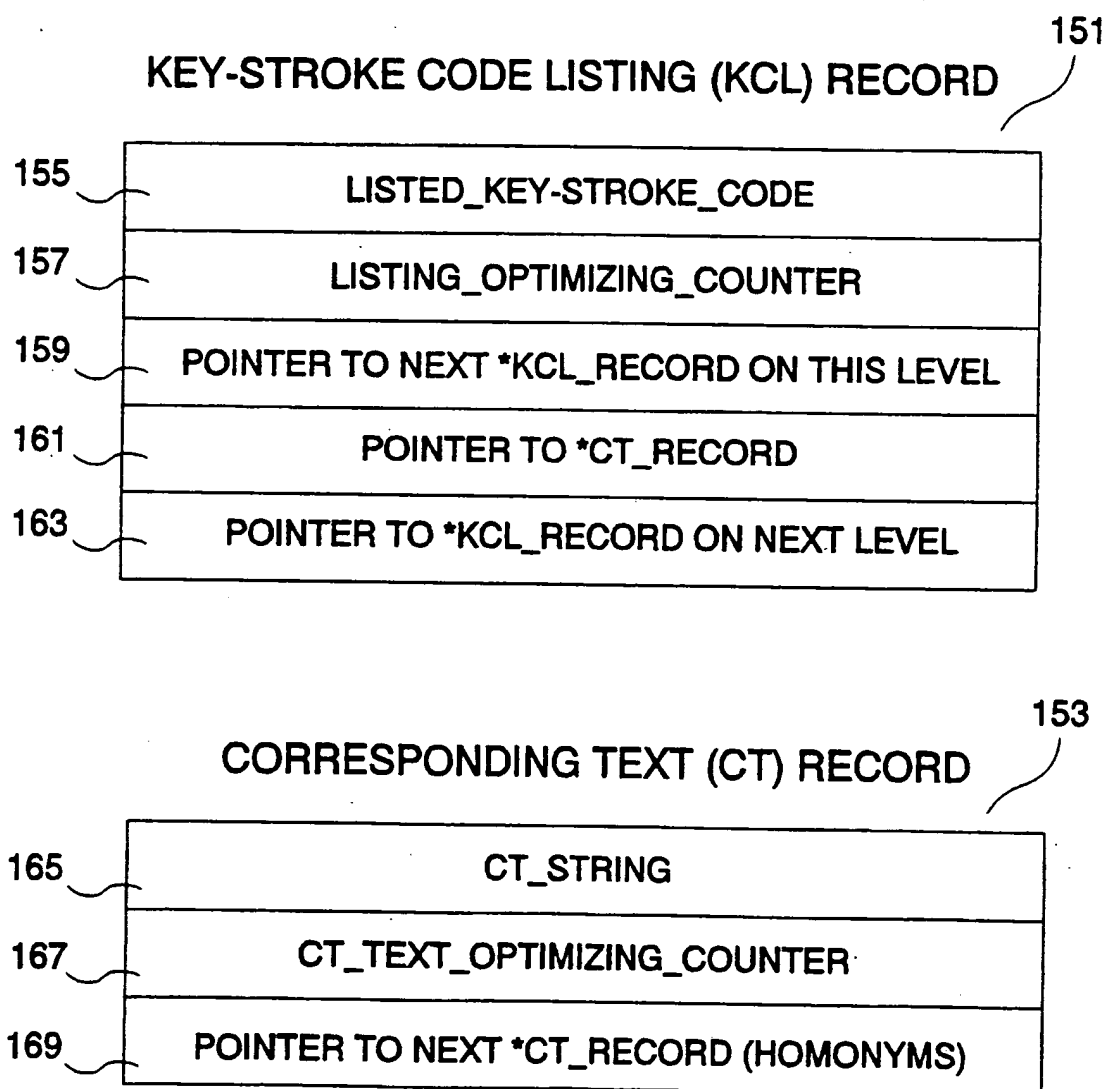 151
KEY-STROKE CODE LISTING (KCL) RECORD
155 LISTED_KEY-STROKE_CODE
157 LISTING_OPTIMIZING_COUNTER
159 POINTER TO NEXT *KCL_RECORD ON THIS LEVEL
161 POINTER TO *CT_RECORD
163 POINTER TO *KCL_RECORD ON NEXT LEVEL
153
CORRESPONDING TEXT (CT) RECORD
165 CT_STRING
167 CT_TEXT_OPTIMIZING_COUNTER
169 POINTER TO NEXT *CT_RECORD (HOMONYMS)